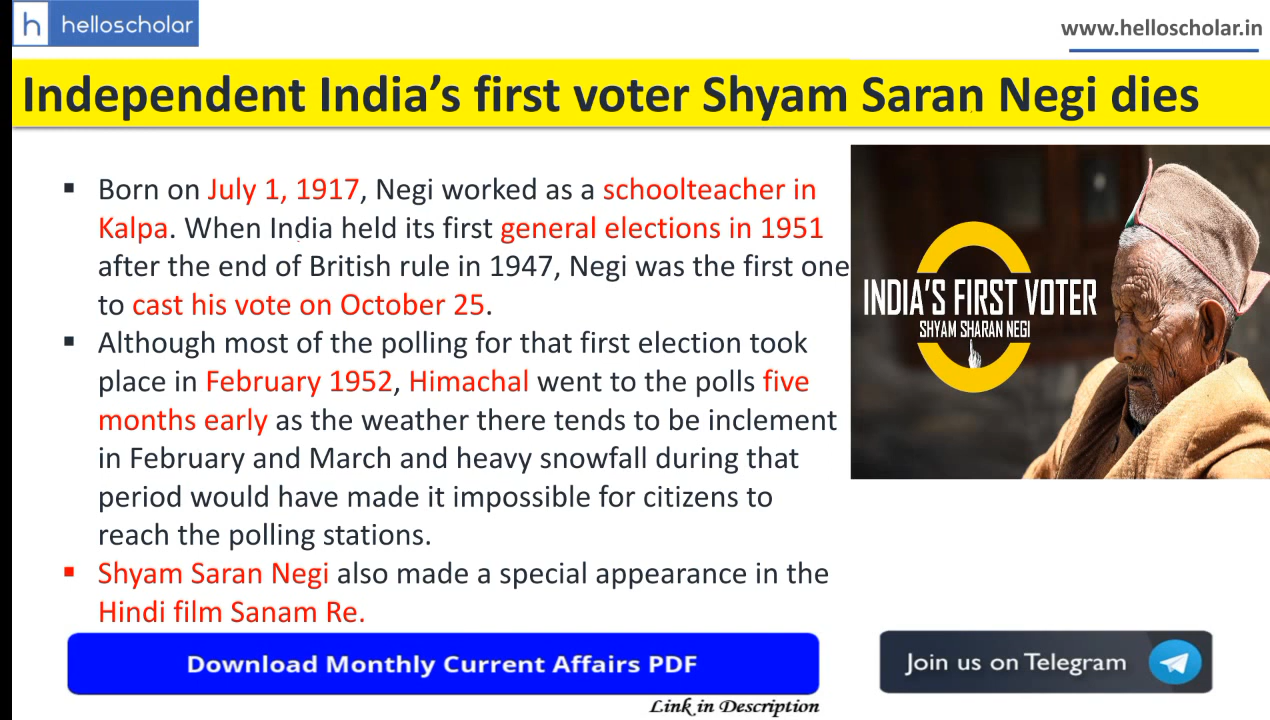 h helloscholar
www.helloscholar.in
Independent India’s first voter Shyam Saran Negi dies
▪ Born on July 1, 1917, Negi worked as a schoolteacher in
Kalpa. When India held its first general elections in 1951
after the end of British rule in 1947, Negi was the first one
to cast his vote on October 25.
▪ Although most of the polling for that first election took
place in February 1952, Himachal went to the polls five
months early as the weather there tends to be inclement
in February and March and heavy snowfall during that
period would have made it impossible for citizens to
reach the polling stations.
▪ Shyam Saran Negi also made a special appearance in the
Hindi film Sanam Re.
INDIA'S FIRST VOTER
SHYAM SHARAN NEGI
Download Monthly Current Affairs PDF
Link in Description
Join us on Telegram